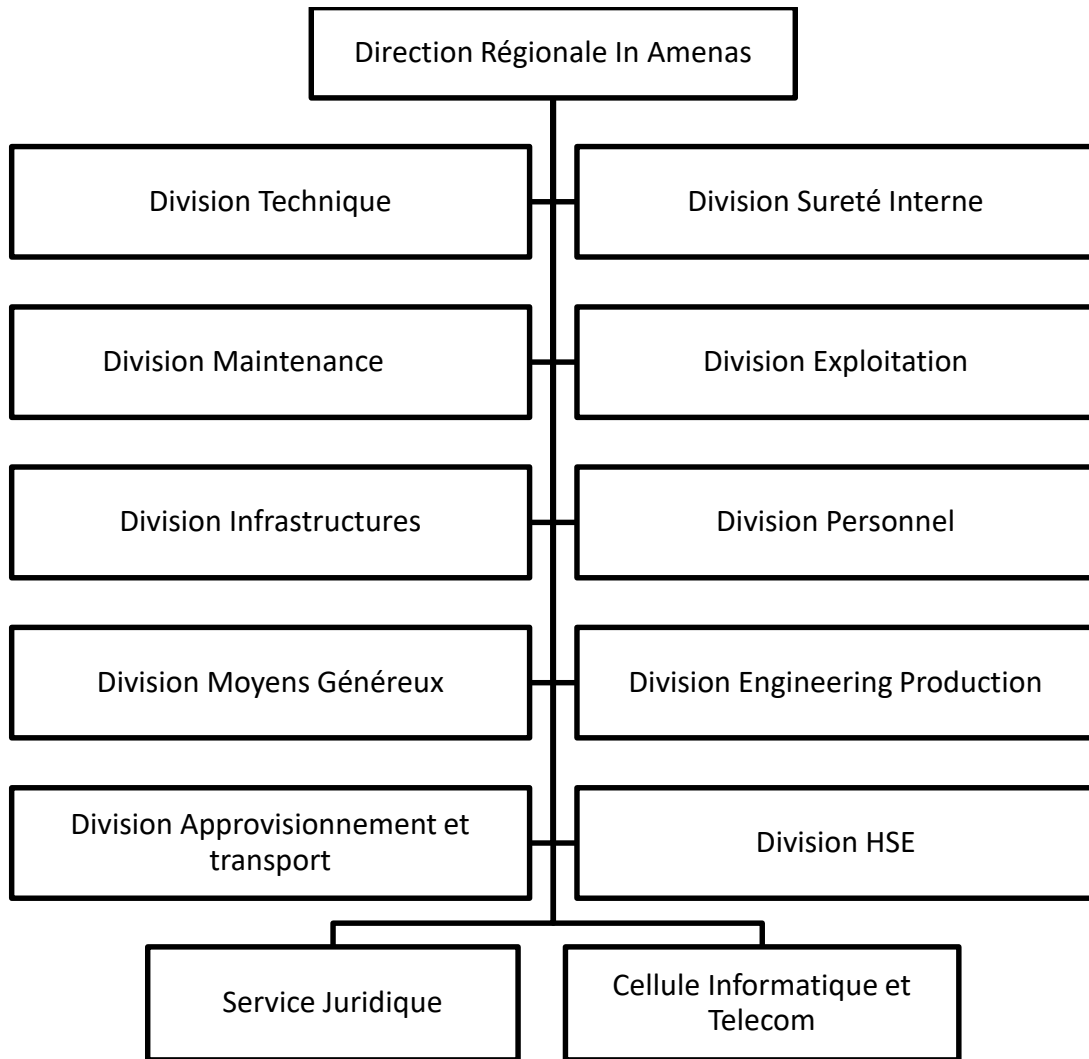 Direction Régionale In Amenas
Division Technique
Division Sureté Interne
Division Maintenance
Division Exploitation
Division Infrastructures
Division Personnel
Division Moyens Généreux
Division Engineering Production
Division Approvisionnement et
transport
Division HSE
Service Juridique
Cellule Informatique et
Telecom